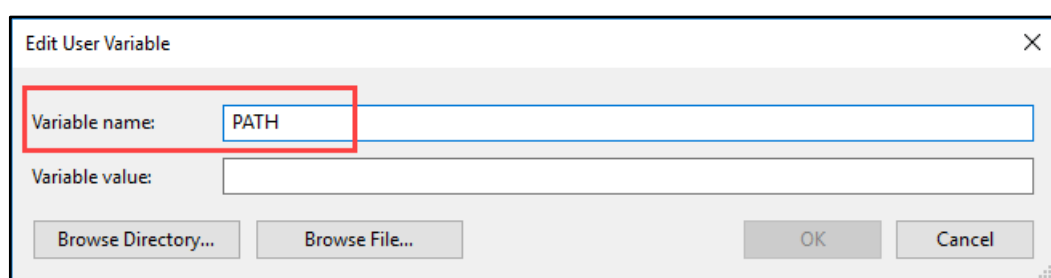 Edit User Variable
Variable name: PATH
Variable value:
Browse Directory... Browse File... OK Cancel